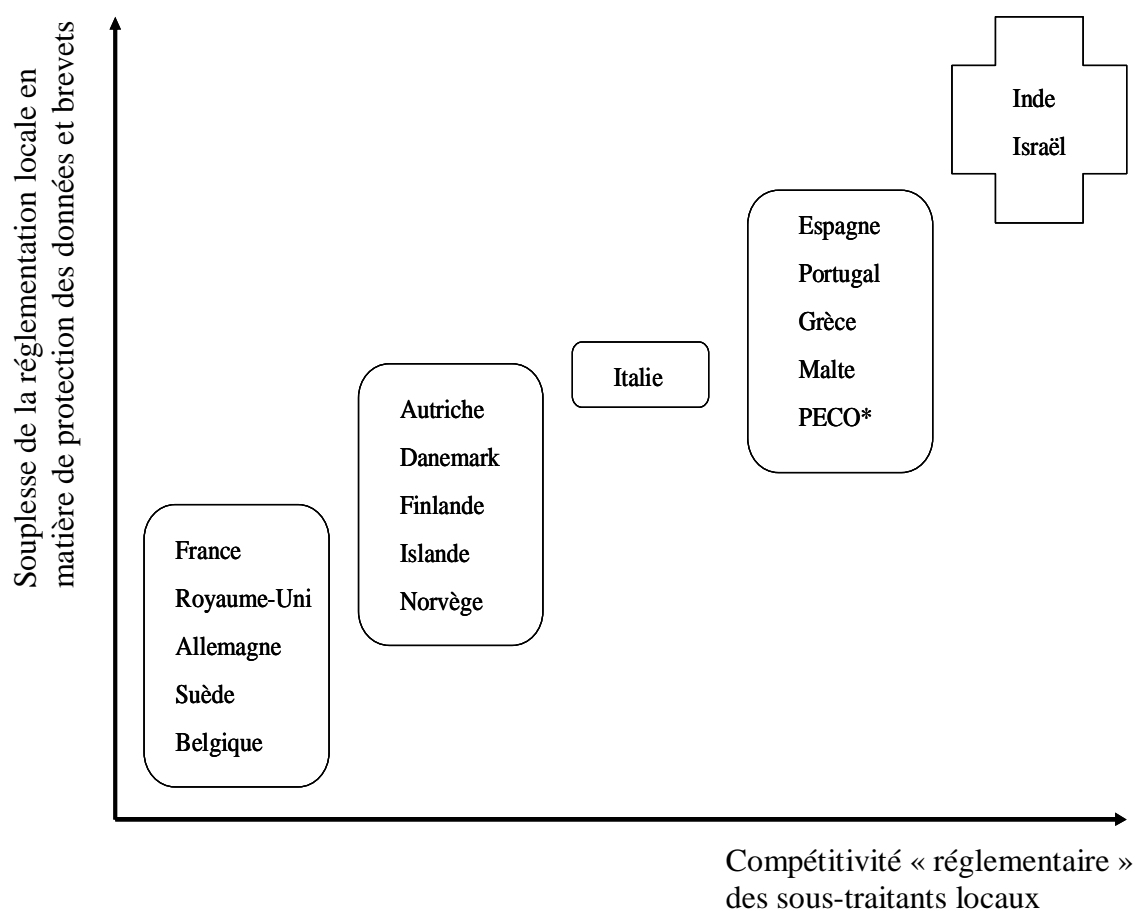 Souplesse de la réglementation locale en
matière de protection des données et brevets
Inde
Israël
Espagne
Portugal
Grèce
Malte
PECO*
Italie
Autriche
Danemark
Finlande
Islande
Norvège
France
Royaume-Uni
Allemagne
Suède
Belgique
Compétitivité « réglementaire »
des sous-traitants locaux